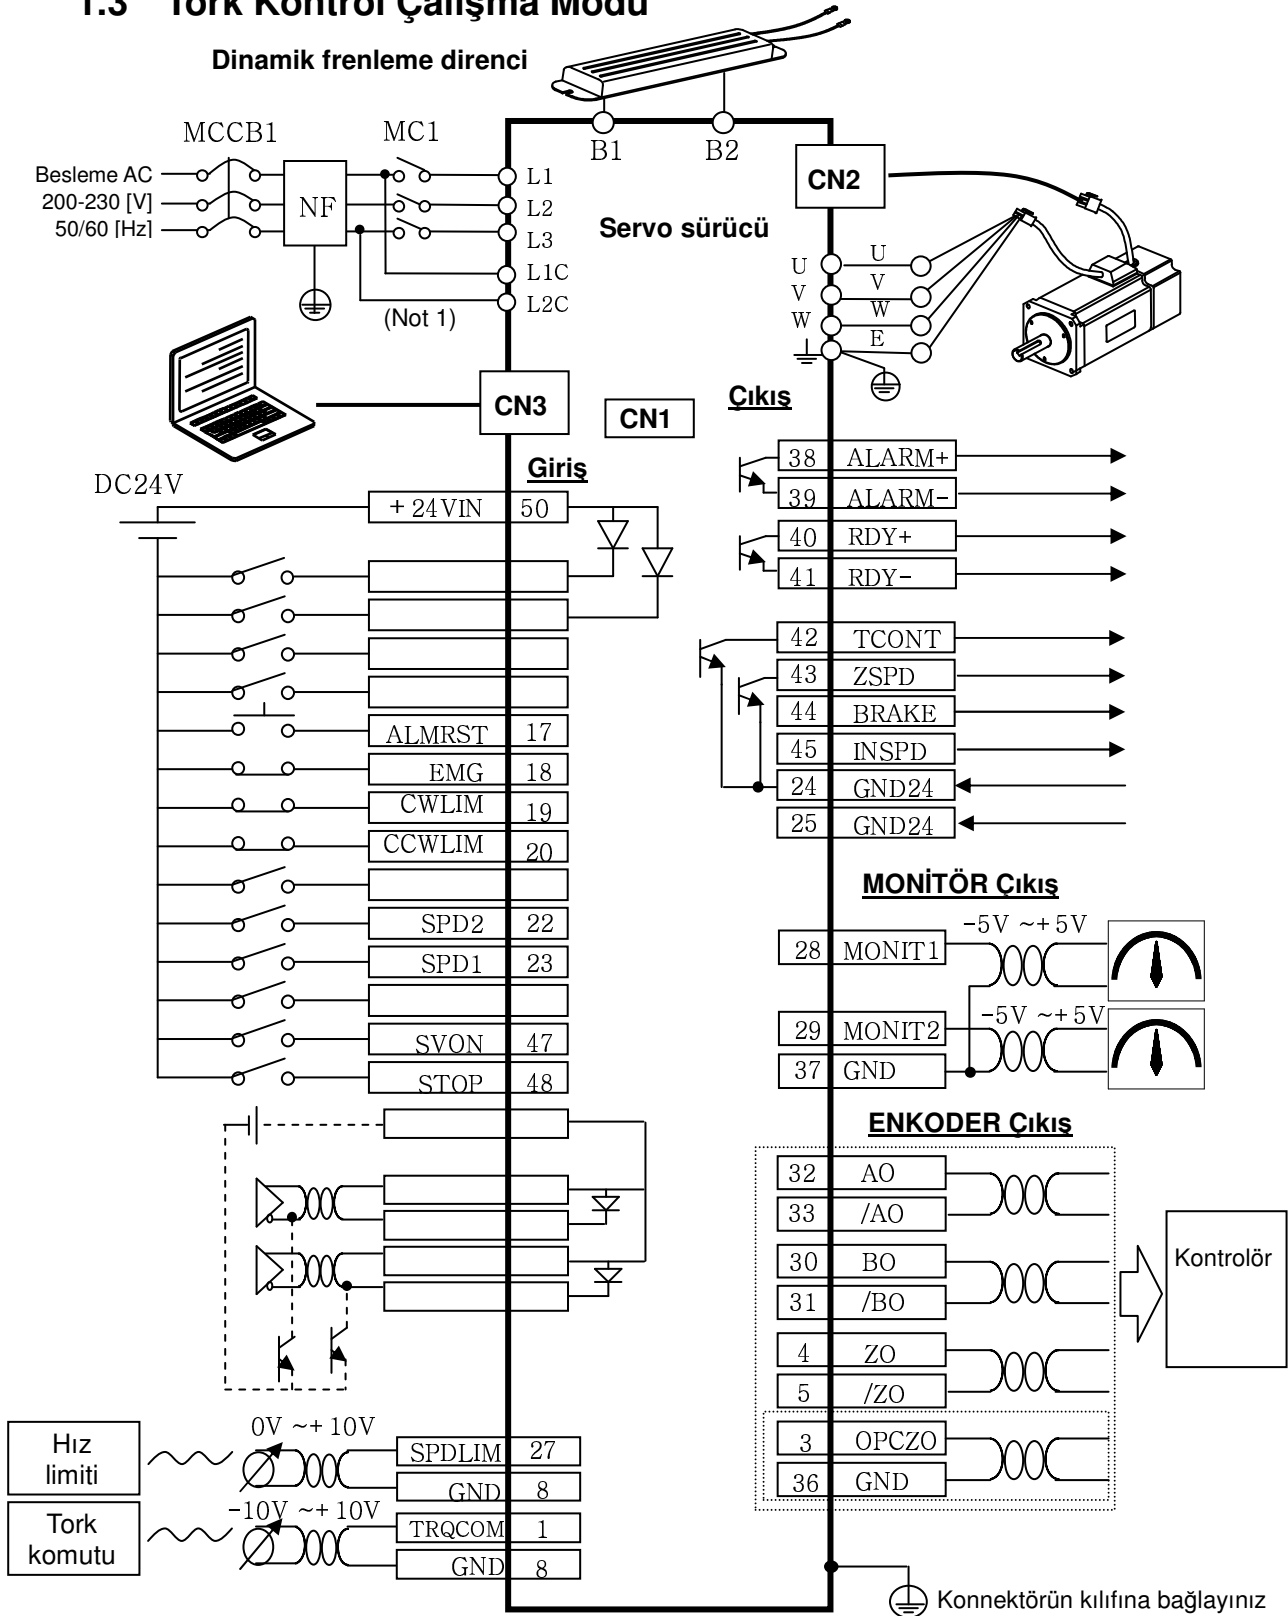 1.3 Tork Kontrol Çalışma Modu
Dinamik frenleme direnci
MCCB1
MC1
B1
B2
CN2
Besleme AC
200-230 [V]
50/60 [Hz]
NF
L1
L2
L3
L1C
L2C
(Not 1)
Servo sürücü
U
V
W
U
V
W
E
CN3
CN1
Çıkış
Giriş
DC24V
+24VIN 50
ALMRST 17
EMG 18
CWLIM 19
CCWLIM 20
SPD2 22
SPD1 23
SVON 47
STOP 48
38 ALARM+
39 ALARM-
40 RDY+
41 RDY-
42 TCONT
43 ZSPD
44 BRAKE
45 INSPD
24 GND24
25 GND24
MONİTÖR Çıkış
-5V ~+5V
28 MONIT1
-5V ~+5V
29 MONIT2
37 GND
ENKODER Çıkış
32 AO
33 /AO
30 BO
31 /BO
4 ZO
5 /ZO
3 OPCZO
36 GND
Kontrolör
Hız
limiti
0V ~+10V
SPDLIM 27
GND 8
Tork
komutu
-10V ~+10V
TRQCOM 1
GND 8
Konnektörün kılıfına bağlayınız